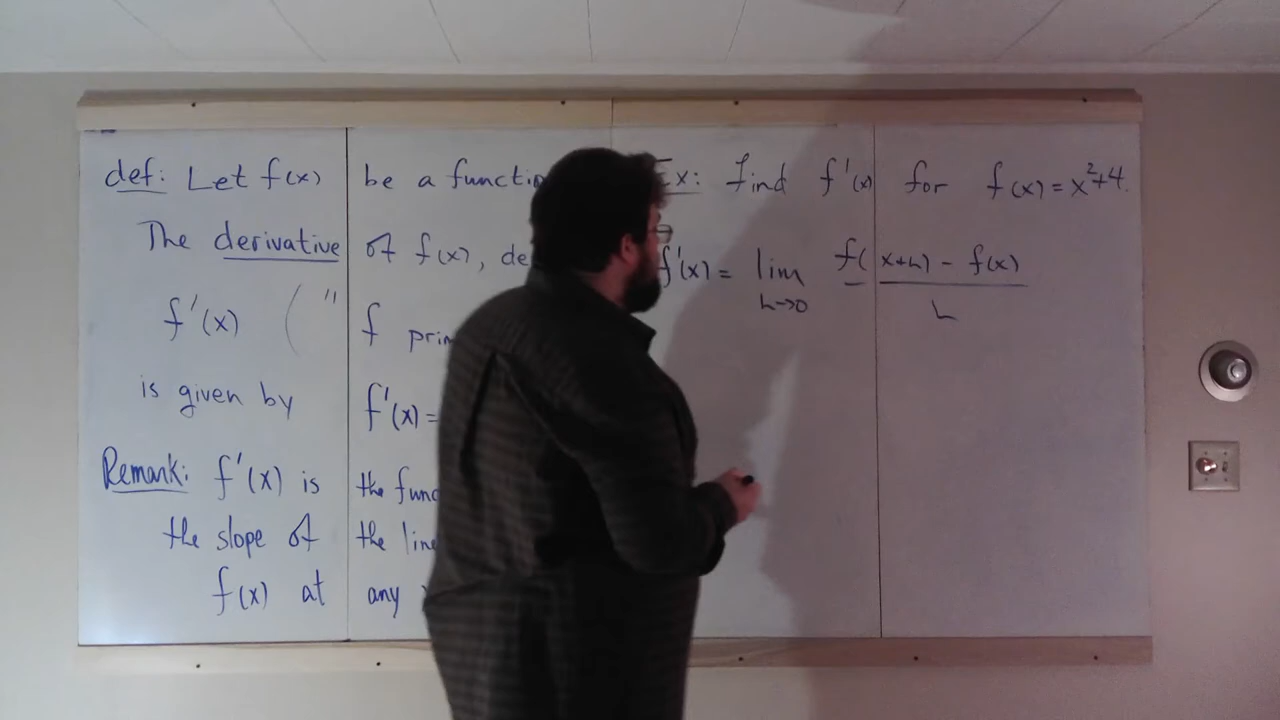 def: Let f(x) be a function
The derivative of f(x), de
f'(x) ( " f prim
is given by f'(x) =
Remark: f'(x) is the func
the slope of the line
f(x) at any
Ex: find f'(x) for f(x) = x²+4.
f'(x) = lim h→0 f(x+h) - f(x) / h